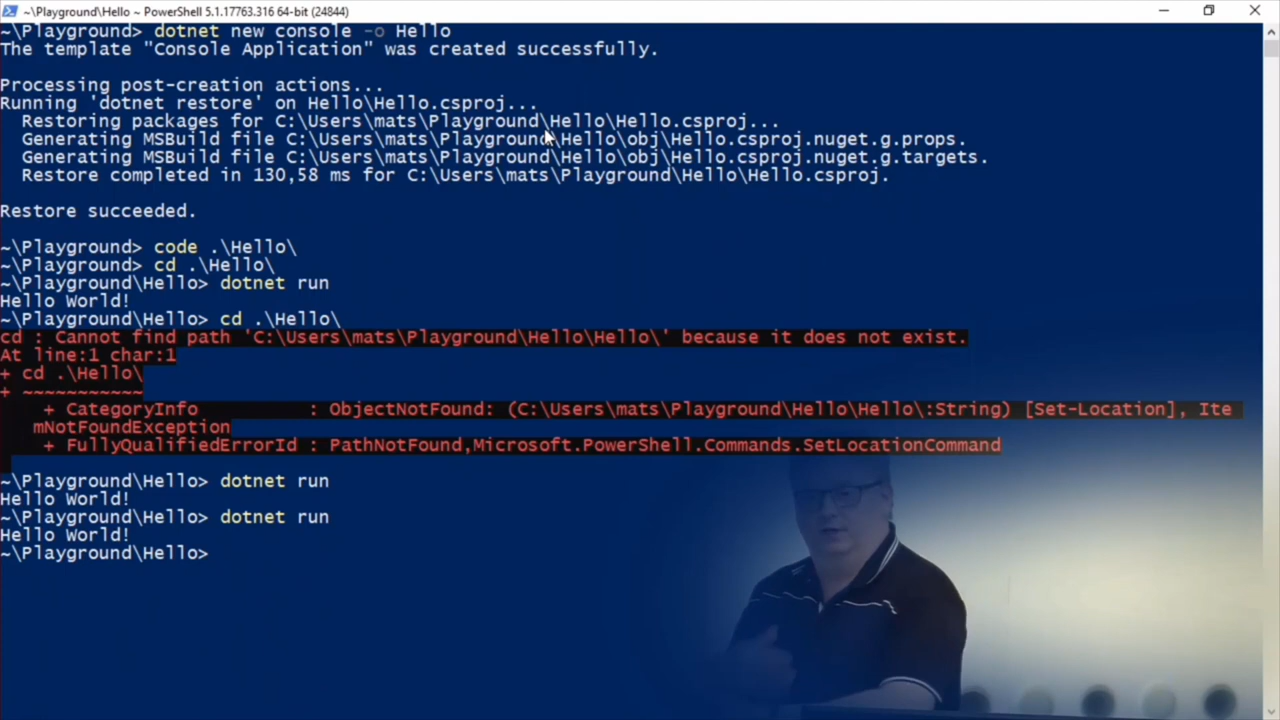 ~\Playground\Hello ~ PowerShell 5.1.17763.316 64-bit (24844)
~\Playground> dotnet new console -o Hello
The template "Console Application" was created successfully.
Processing post-creation actions...
Running 'dotnet restore' on Hello\Hello.csproj...
  Restoring packages for C:\Users\mats\Playground\Hello\Hello.csproj...
  Generating MSBuild file C:\Users\mats\Playground\Hello\obj\Hello.csproj.nuget.g.props.
  Generating MSBuild file C:\Users\mats\Playground\Hello\obj\Hello.csproj.nuget.g.targets.
  Restore completed in 130,58 ms for C:\Users\mats\Playground\Hello\Hello.csproj.
Restore succeeded.
~\Playground> code .\Hello\
~\Playground> cd .\Hello\
~\Playground\Hello> dotnet run
Hello World!
~\Playground\Hello> cd .\Hello\
cd : Cannot find path 'C:\Users\mats\Playground\Hello\Hello\' because it does not exist.
At line:1 char:1
+ cd .\Hello\
+ ~~~~~~~~~~~
    + CategoryInfo          : ObjectNotFound: (C:\Users\mats\Playground\Hello\Hello\:String) [Set-Location], Ite
   mNotFoundException
    + FullyQualifiedErrorId : PathNotFound,Microsoft.PowerShell.Commands.SetLocationCommand
~\Playground\Hello> dotnet run
Hello World!
~\Playground\Hello> dotnet run
Hello World!
~\Playground\Hello>